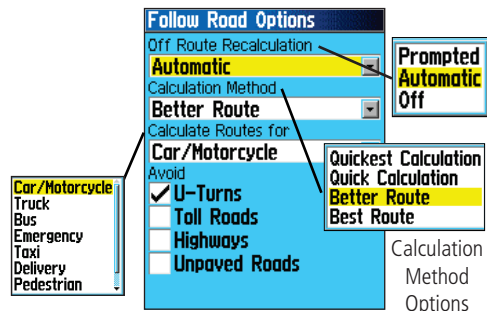 Follow Road Options
Off Route Recalculation
Automatic
Calculation Method
Better Route
Calculate Routes for
Car/Motorcycle
Avoid
U-Turns
Toll Roads
Highways
Unpaved Roads
Prompted
Automatic
Off
Quickest Calculation
Quick Calculation
Better Route
Best Route
Calculation
Method
Options
Car/Motorcycle
Truck
Bus
Emergency
Taxi
Delivery
Pedestrian